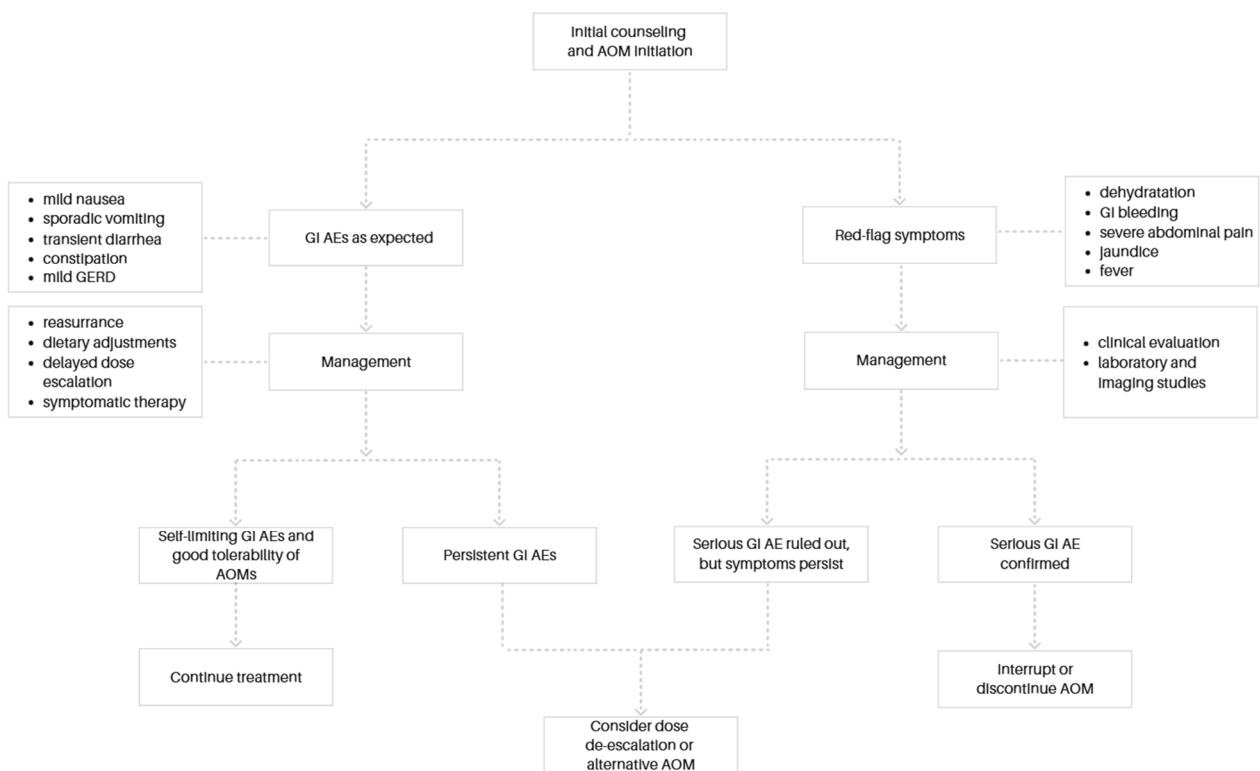 Initial counseling
and AOM initiation
• mild nausea
• sporadic vomiting
• transient diarrhea
• constipation
• mild GERD
GI AEs as expected
Red-flag symptoms
• dehydratation
• GI bleeding
• severe abdominal pain
• jaundice
• fever
• reasurrance
• dietary adjustments
• delayed dose
escalation
• symptomatic therapy
Management
Management
• clinical evaluation
• laboratory and
imaging studies
Self-limiting GI AEs and
good tolerability of
AOMs
Persistent GI AEs
Serious GI AE ruled out,
but symptoms persist
Serious GI AE
confirmed
Continue treatment
Interrupt or
discontinue AOM
Consider dose
de-escalation or
alternative AOM